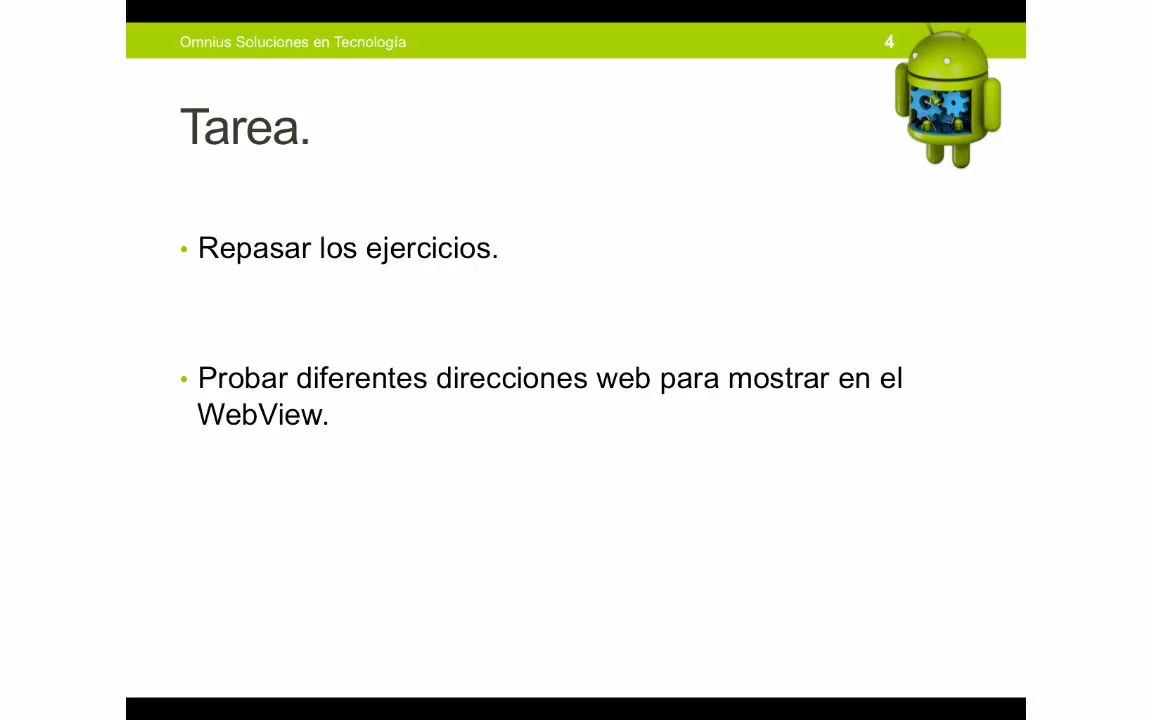 Omnius Soluciones en Tecnología
4
Tarea.
• Repasar los ejercicios.
• Probar diferentes direcciones web para mostrar en el
WebView.